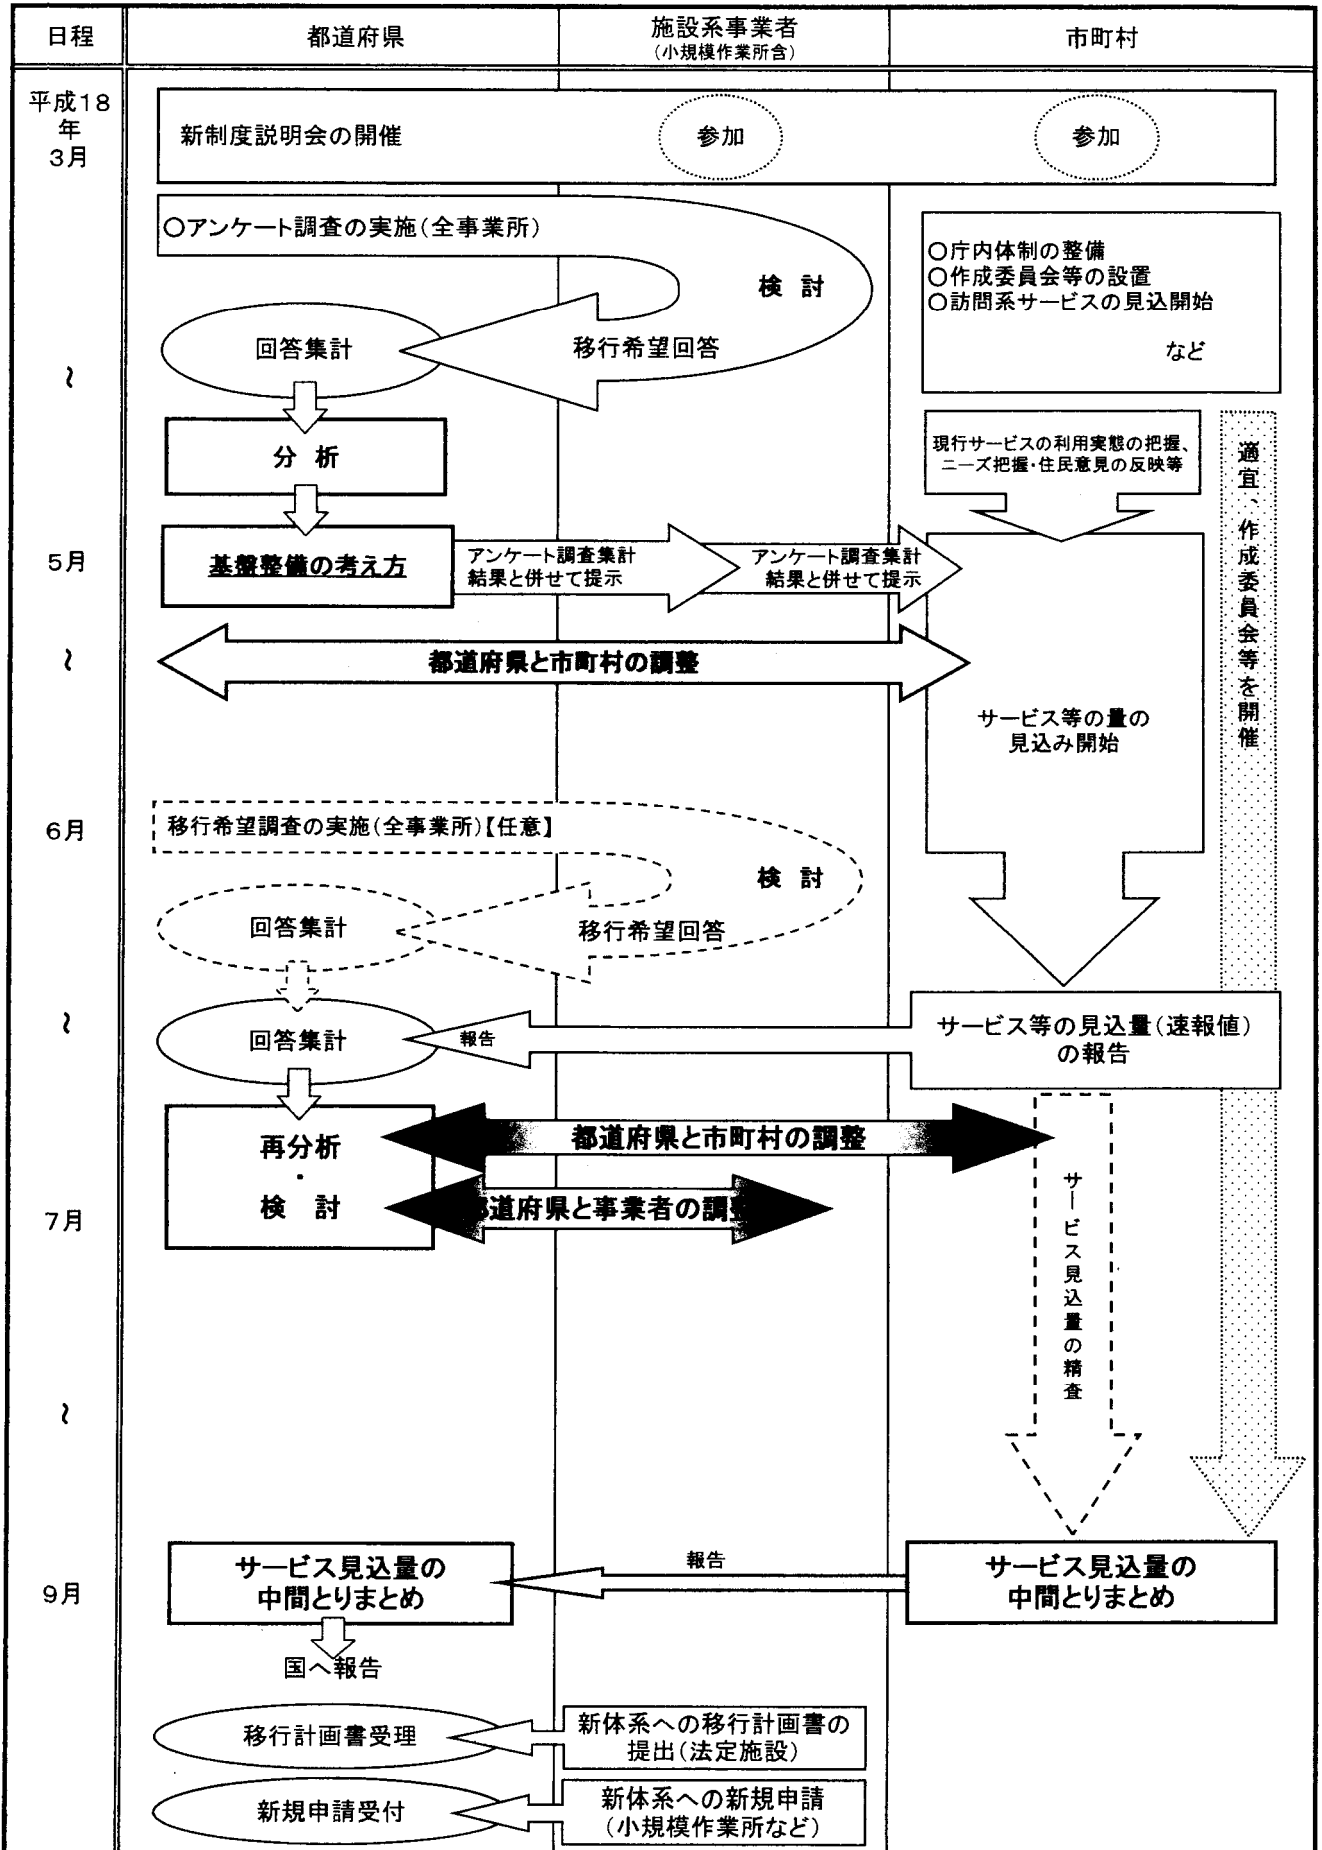 日程
都道府県
施設系事業者
(小規模作業所含)
市町村
平成18
年
3月
新制度説明会の開催
参加
参加
○アンケート調査の実施(全事業所)
検 討
移行希望回答
回答集計
○庁内体制の整備
○作成委員会等の設置
○訪問系サービスの見込開始
など
~
分 析
現行サービスの利用実態の把握、
ニーズ把握・住民意見の反映等
適宜、作成委員会等を開催
5月
基盤整備の考え方
アンケート調査集計
結果と併せて提示
アンケート調査集計
結果と併せて提示
~
都道府県と市町村の調整
サービス等の量の
見込み開始
6月
移行希望調査の実施(全事業所)【任意】
検 討
移行希望回答
回答集計
~
回答集計
報告
サービス等の見込量(速報値)
の報告
再分析
・
検 討
都道府県と市町村の調整
7月
道府県と事業者の調
サービス見込量の精査
~
9月
サービス見込量の
中間とりまとめ
報告
サービス見込量の
中間とりまとめ
国へ報告
移行計画書受理
新体系への移行計画書の
提出(法定施設)
新規申請受付
新体系への新規申請
(小規模作業所など)